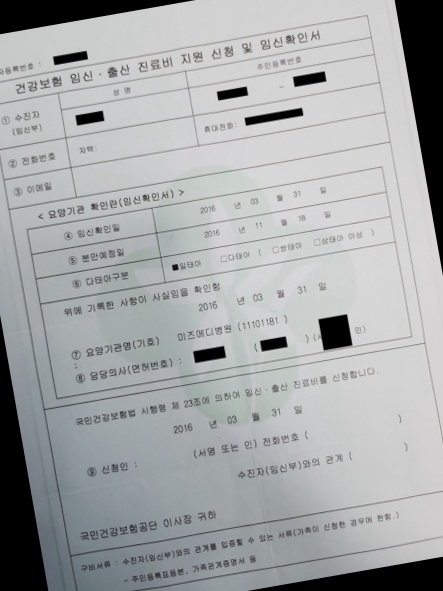 자등록번호 :
건강보험 임신·출산 진료비 지원 신청 및 임신확인서
① 수진자 (임신부) 성 명 주민등록번호
-
② 전화번호 자택: 휴대전화:
③ 이메일
< 요양기관 확인란(임신확인서) >
④ 임신확인일 2016 년 03 월 31 일
⑤ 분만예정일 2016 년 11 월 18 일
⑥ 다태아구분 ■일태아 □다태아 ( □쌍태아 □삼태아 이상 )
위에 기록한 사항이 사실임을 확인함
2016 년 03 월 31 일
⑦ 요양기관명(기호) 미즈메디병원 (11101181 )
:
⑧ 담당의사(면허번호) : ( ) (서 인)
국민건강보험법 시행령 제 23조에 의하여 임신·출산 진료비를 신청합니다.
2016 년 03 월 31 일
⑨ 신청인 : (서명 또는 인) 전화번호 ( )
수진자(임신부)와의 관계 ( )
국민건강보험공단 이사장 귀하
구비서류 : 수진자(임신부)와의 관계를 입증할 수 있는 서류(가족이 신청한 경우에 한함.)
- 주민등록표등본, 가족관계증명서 등